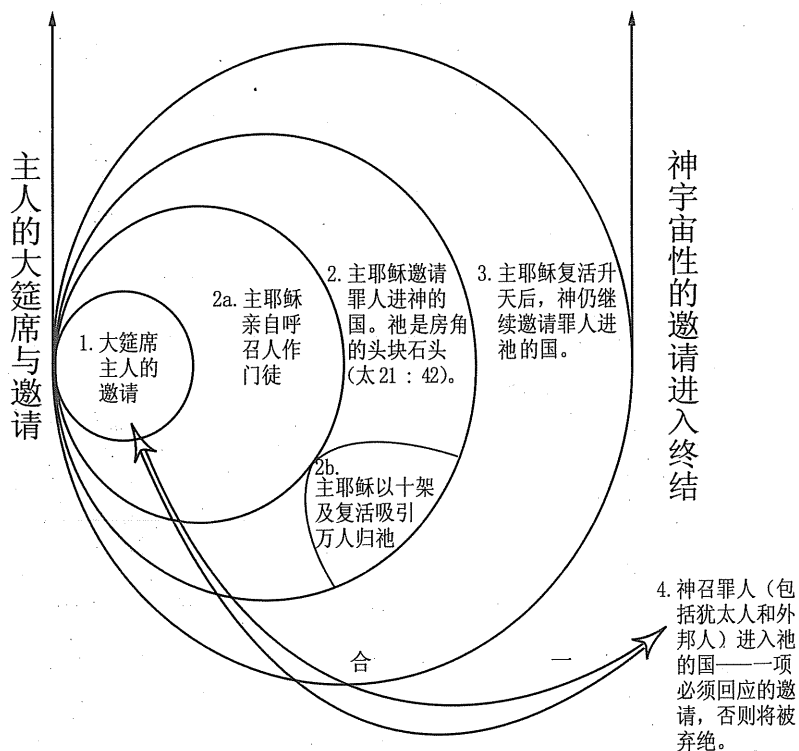 主人的大筵席与邀请
1. 大筵席
主人的
邀请
2a. 主耶稣
亲自呼
召人作
门徒
2. 主耶稣邀请
罪人进神的
国。祂是房角
的头块石头
(太21：42)。
2b.
主耶稣以十架
及复活吸引
万人归祂
3. 主耶稣复活升
天后，神仍继
续邀请罪人进
祂的国。
神宇宙性的邀请进入终结
4. 神召罪人（包
括犹太人和外
邦人）进入祂
的国——一项
必须回应的邀
请，否则将被
弃绝。
合 一